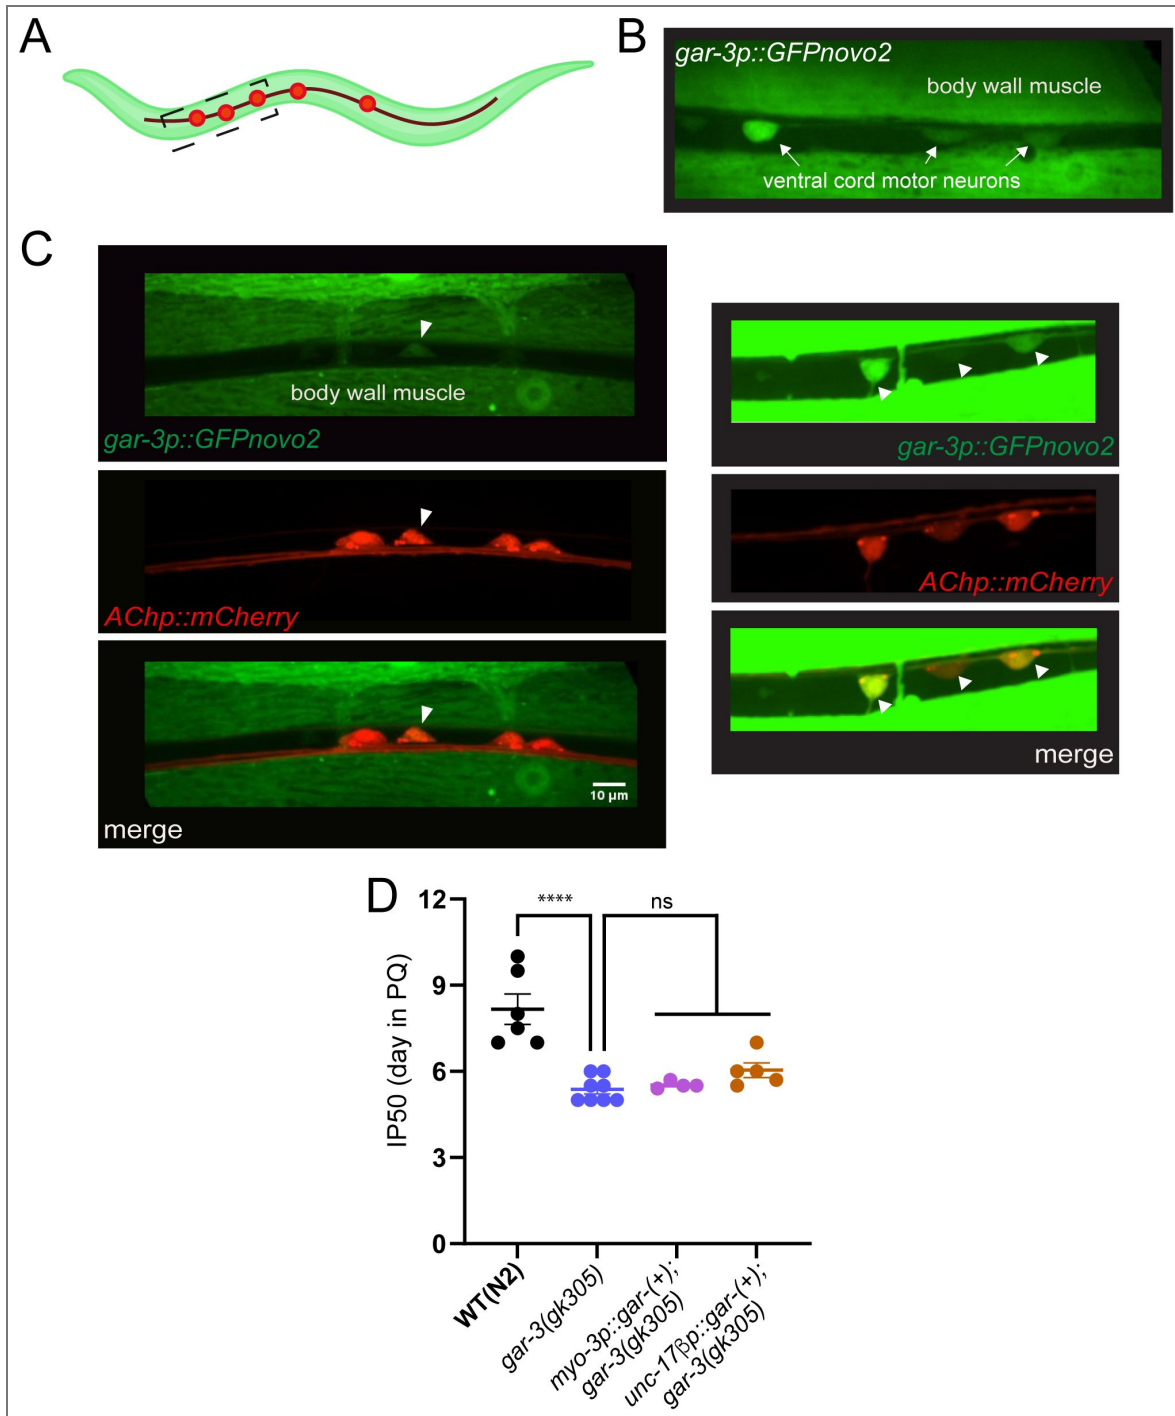 A
B
gar-3p::GFPnovo2
body wall muscle
ventral cord motor neurons
C
body wall muscle
gar-3p::GFPnovo2
AChp::mCherry
10 µm
merge
gar-3p::GFPnovo2
AChp::mCherry
merge
D
IP50 (day in PQ)
12
9
6
3
0
****
ns
WT(N2)
gar-3(gk305)
myo-3p::gar-(+);
gar-3(gk305)
unc-17βp::gar-(+);
gar-3(gk305)